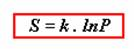 S = k . lnP